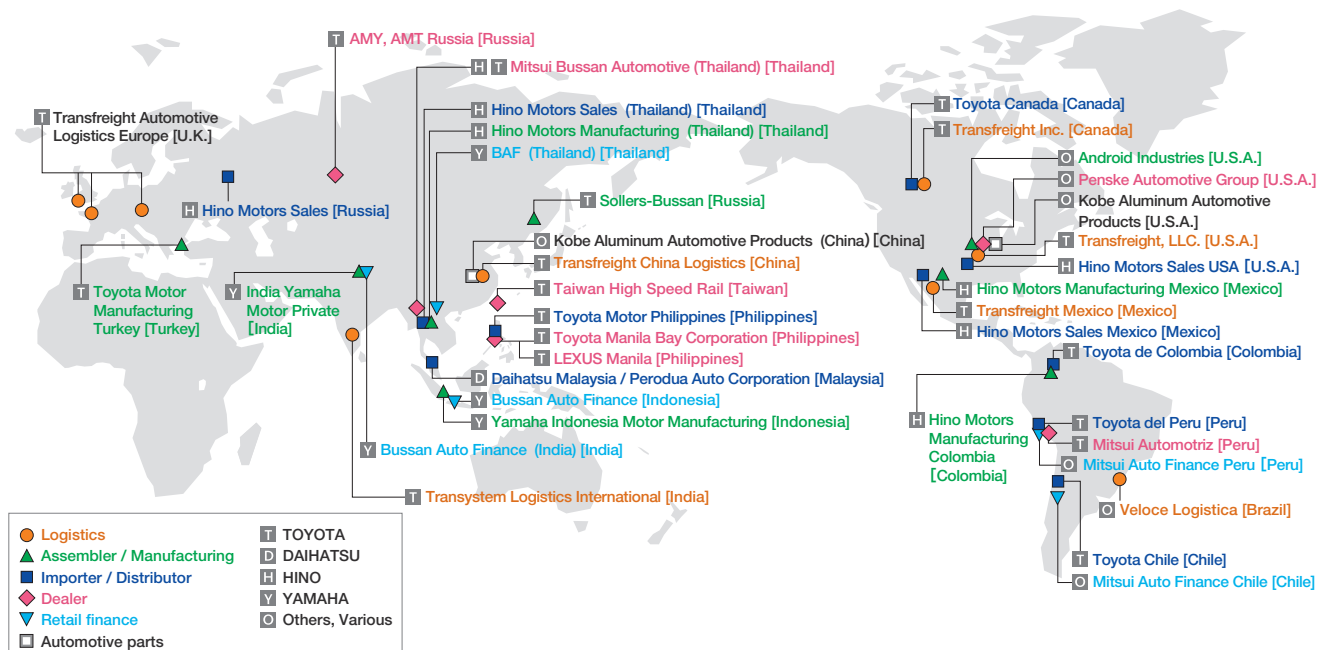 T AMY, AMT Russia [Russia]
H T Mitsui Bussan Automotive (Thailand) [Thailand]
T Transfreight Automotive
Logistics Europe [U.K.]
H Hino Motors Sales (Thailand) [Thailand]
H Hino Motors Manufacturing (Thailand) [Thailand]
Y BAF (Thailand) [Thailand]
H Hino Motors Sales [Russia]
T Sollers-Bussan [Russia]
O Kobe Aluminum Automotive Products (China) [China]
T Transfreight China Logistics [China]
T Taiwan High Speed Rail [Taiwan]
T Toyota Motor
Manufacturing
Turkey [Turkey]
Y India Yamaha
Motor Private
[India]
T Toyota Motor Philippines [Philippines]
T Toyota Manila Bay Corporation [Philippines]
T LEXUS Manila [Philippines]
D Daihatsu Malaysia / Perodua Auto Corporation [Malaysia]
Y Bussan Auto Finance [Indonesia]
Y Yamaha Indonesia Motor Manufacturing [Indonesia]
Y Bussan Auto Finance (India) [India]
T Transystem Logistics International [India]
T Toyota Canada [Canada]
T Transfreight Inc. [Canada]
O Android Industries [U.S.A.]
O Penske Automotive Group [U.S.A.]
O Kobe Aluminum Automotive
Products [U.S.A.]
T Transfreight, LLC. [U.S.A.]
H Hino Motors Sales USA [U.S.A.]
H Hino Motors Manufacturing Mexico [Mexico]
T Transfreight Mexico [Mexico]
H Hino Motors Sales Mexico [Mexico]
T Toyota de Colombia [Colombia]
H Hino Motors
Manufacturing
Colombia
[Colombia]
T Toyota del Peru [Peru]
T Mitsui Automotriz [Peru]
O Mitsui Auto Finance Peru [Peru]
O Veloce Logistica [Brazil]
T Toyota Chile [Chile]
O Mitsui Auto Finance Chile [Chile]
Logistics
Assembler / Manufacturing
Importer / Distributor
Dealer
Retail finance
Automotive parts
T TOYOTA
D DAIHATSU
H HINO
Y YAMAHA
O Others, Various